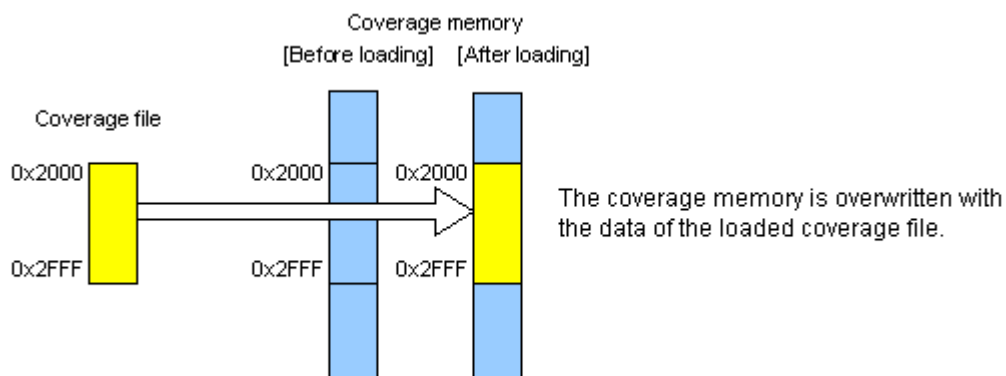 Coverage memory
[Before loading] [After loading]
Coverage file
0x2000 0x2000 0x2000
The coverage memory is overwritten with
the data of the loaded coverage file.
0x2FFF 0x2FFF 0x2FFF